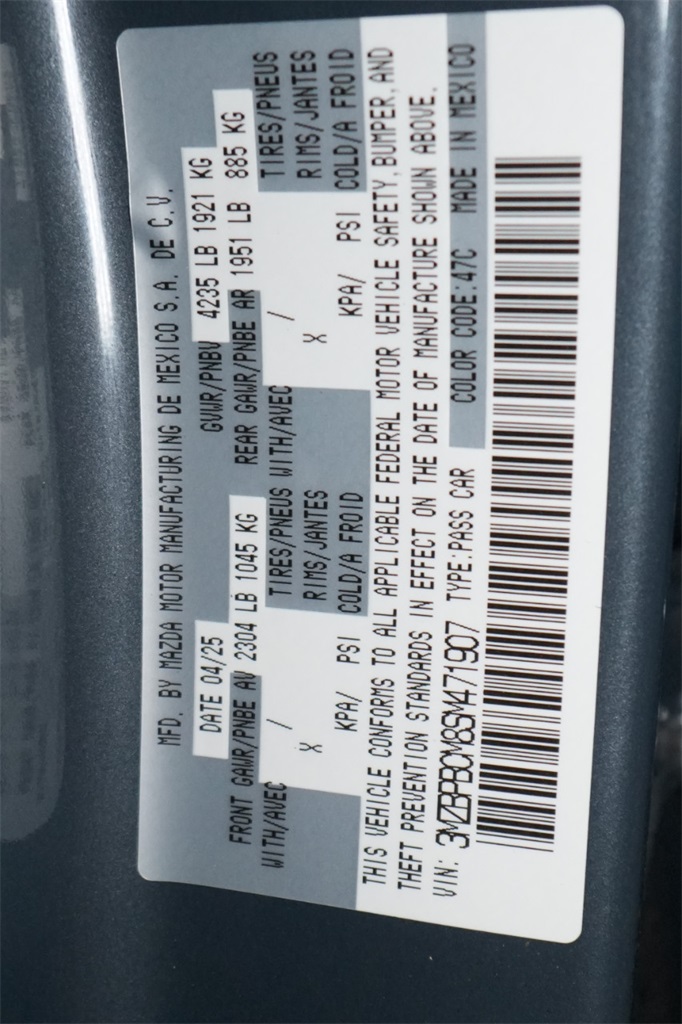 MFD. BY MAZDA MOTOR MANUFACTURING DE MEXICO S.A. DE C.V.
DATE 04/25 GVWR/PNBV 4235 LB 1921 KG
FRONT GAWR/PNBE AV 2304 LB 1045 KG REAR GAWR/PNBE AR 1951 LB 885 KG
WITH/AVEC / TIRES/PNEUS WITH/AVEC / TIRES/PNEUS
X RIMS/JANTES X RIMS/JANTES
KPA/ PSI COLD/A FROID KPA/ PSI COLD/A FROID
THIS VEHICLE CONFORMS TO ALL APPLICABLE FEDERAL MOTOR VEHICLE SAFETY, BUMPER, AND
THEFT PREVENTION STANDARDS IN EFFECT ON THE DATE OF MANUFACTURE SHOWN ABOVE.
VIN: 3MZBPBCM8SM471907 TYPE:PASS CAR COLOR CODE:47C MADE IN MEXICO